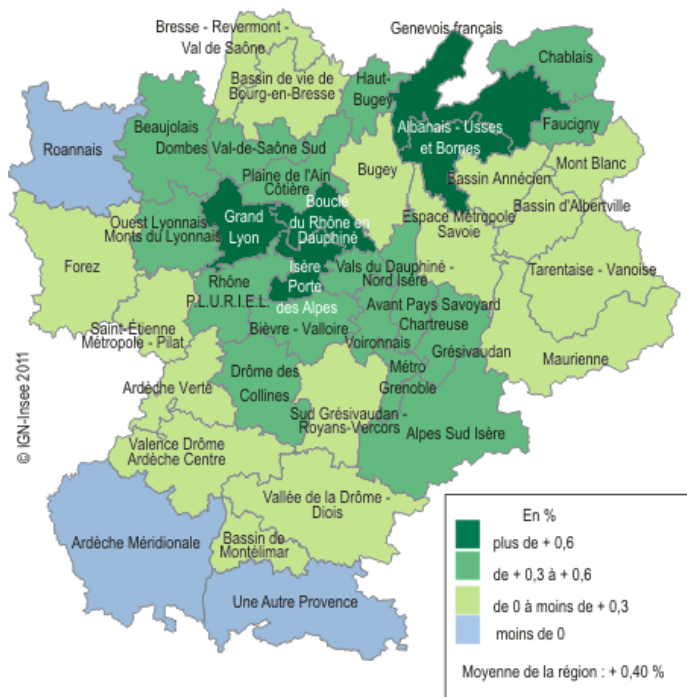 Bresse - Revermont -
Val de Saône
Genevois français
Chablais
Bassin de vie de
Bourg-en-Bresse
Haut-
Bugey
Beaujolais
Roannais
Dombes
Val-de-Saône Sud
Albanais - Usses
et Bornes
Faucigny
Plaine de l'Ain
Côtière
Bugey
Mont Blanc
Bassin Annécien
Boucle
du Rhône en
Dauphiné
Grand
Lyon
Ouest Lyonnais
Monts du Lyonnais
Espace Métropole
Savoie
Bassin d'Albertville
Forez
Isère
Porte
des Alpes
Vals du Dauphiné -
Nord Isère
Tarentaise - Vanoise
Rhône
P.L.U.R.I.E.L.
Avant Pays Savoyard
Chartreuse
Saint-Étienne
Métropole - Pilat
Bièvre - Valloire
Voironnais
Grésivaudan
Maurienne
Métro
Grenoble
Ardèche Verte
Drôme des
Collines
Sud Grésivaudan -
Royans-Vercors
Alpes Sud Isère
Valence Drôme
Ardèche Centre
Vallée de la Drôme -
Diois
Ardèche Méridionale
Bassin de
Montélimar
Une Autre Provence
© IGN-Insee 2011
En %
plus de + 0,6
de + 0,3 à + 0,6
de 0 à moins de + 0,3
moins de 0
Moyenne de la région : + 0,40 %